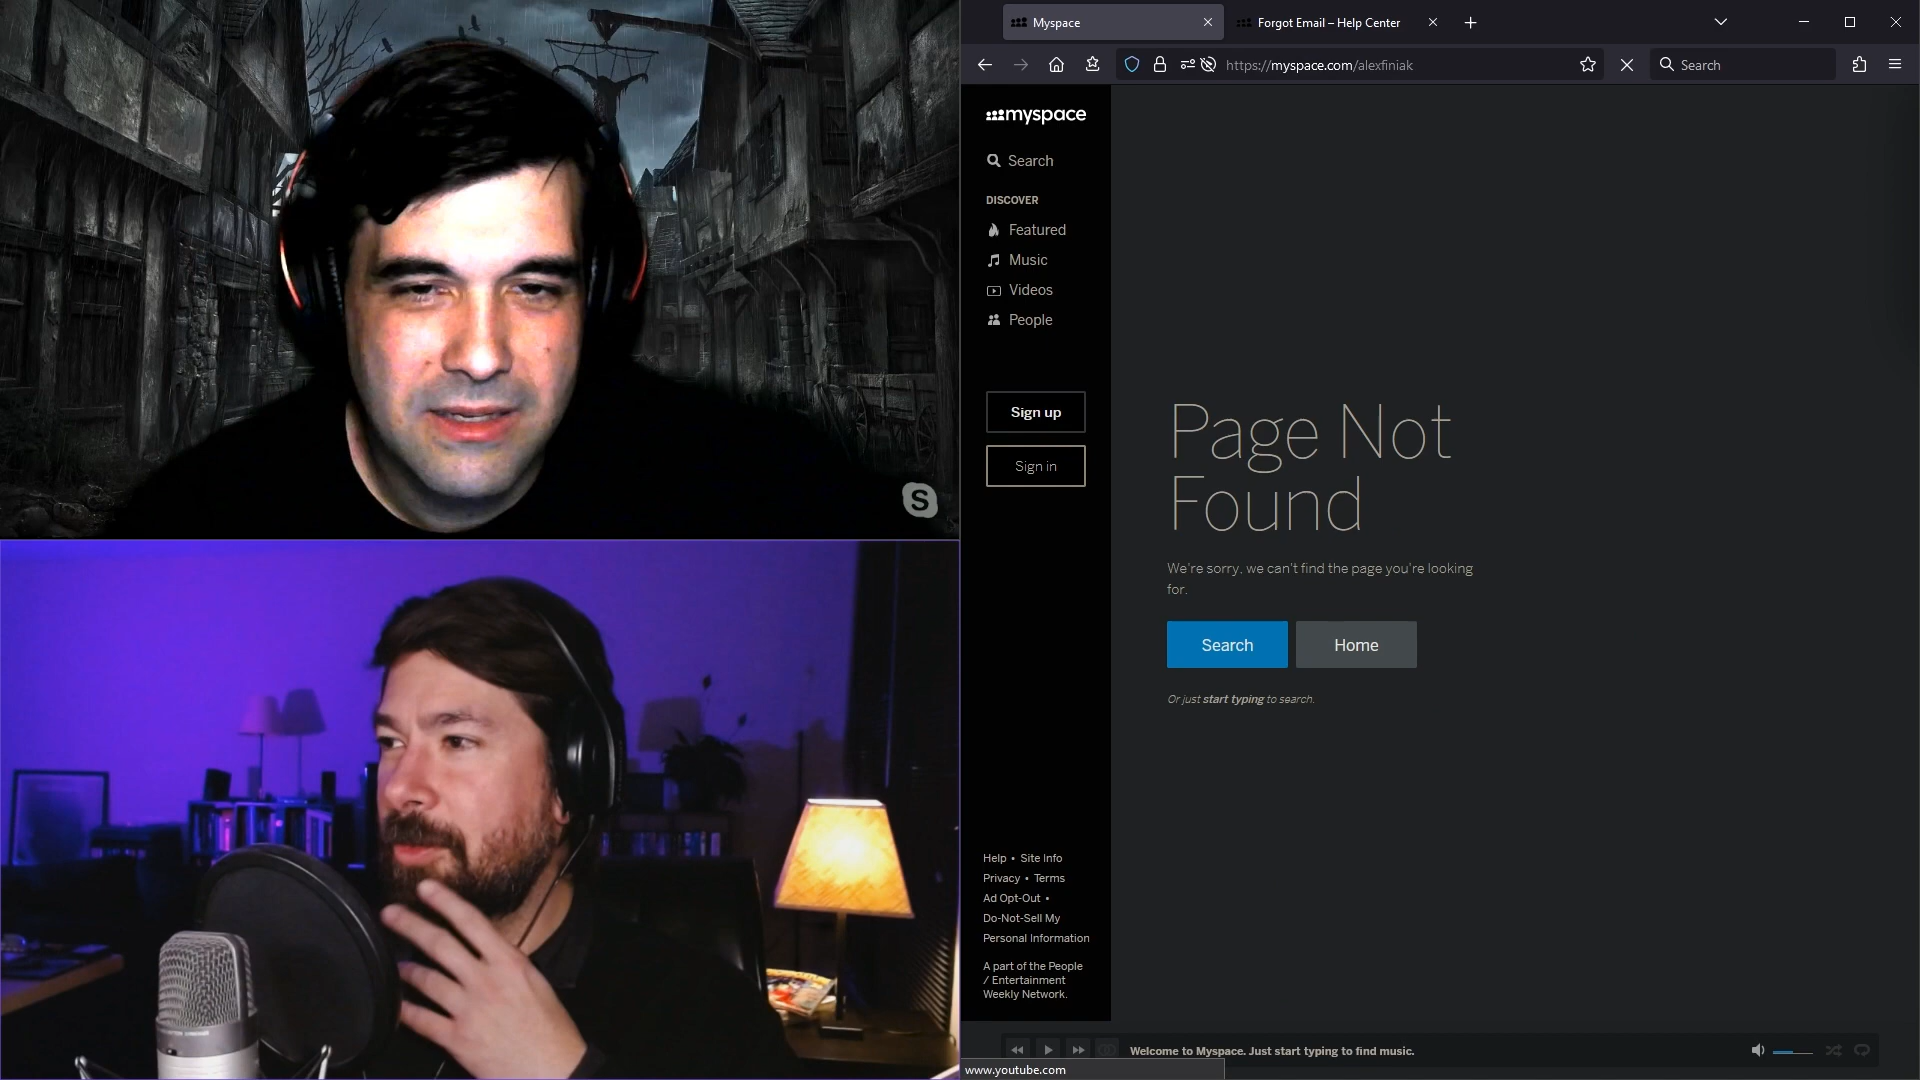 Myspace
Forgot Email – Help Center
https://myspace.com/alexfiniak
Search
myspace
Search
DISCOVER
Featured
Music
Videos
People
Sign up
Sign in
Page Not
Found
We're sorry, we can't find the page you're looking
for.
Search Home
Or just start typing to search.
Help • Site Info
Privacy • Terms
Ad Opt-Out •
Do-Not-Sell My
Personal Information
A part of the People
/ Entertainment
Weekly Network.
Welcome to Myspace. Just start typing to find music.
www.youtube.com
S